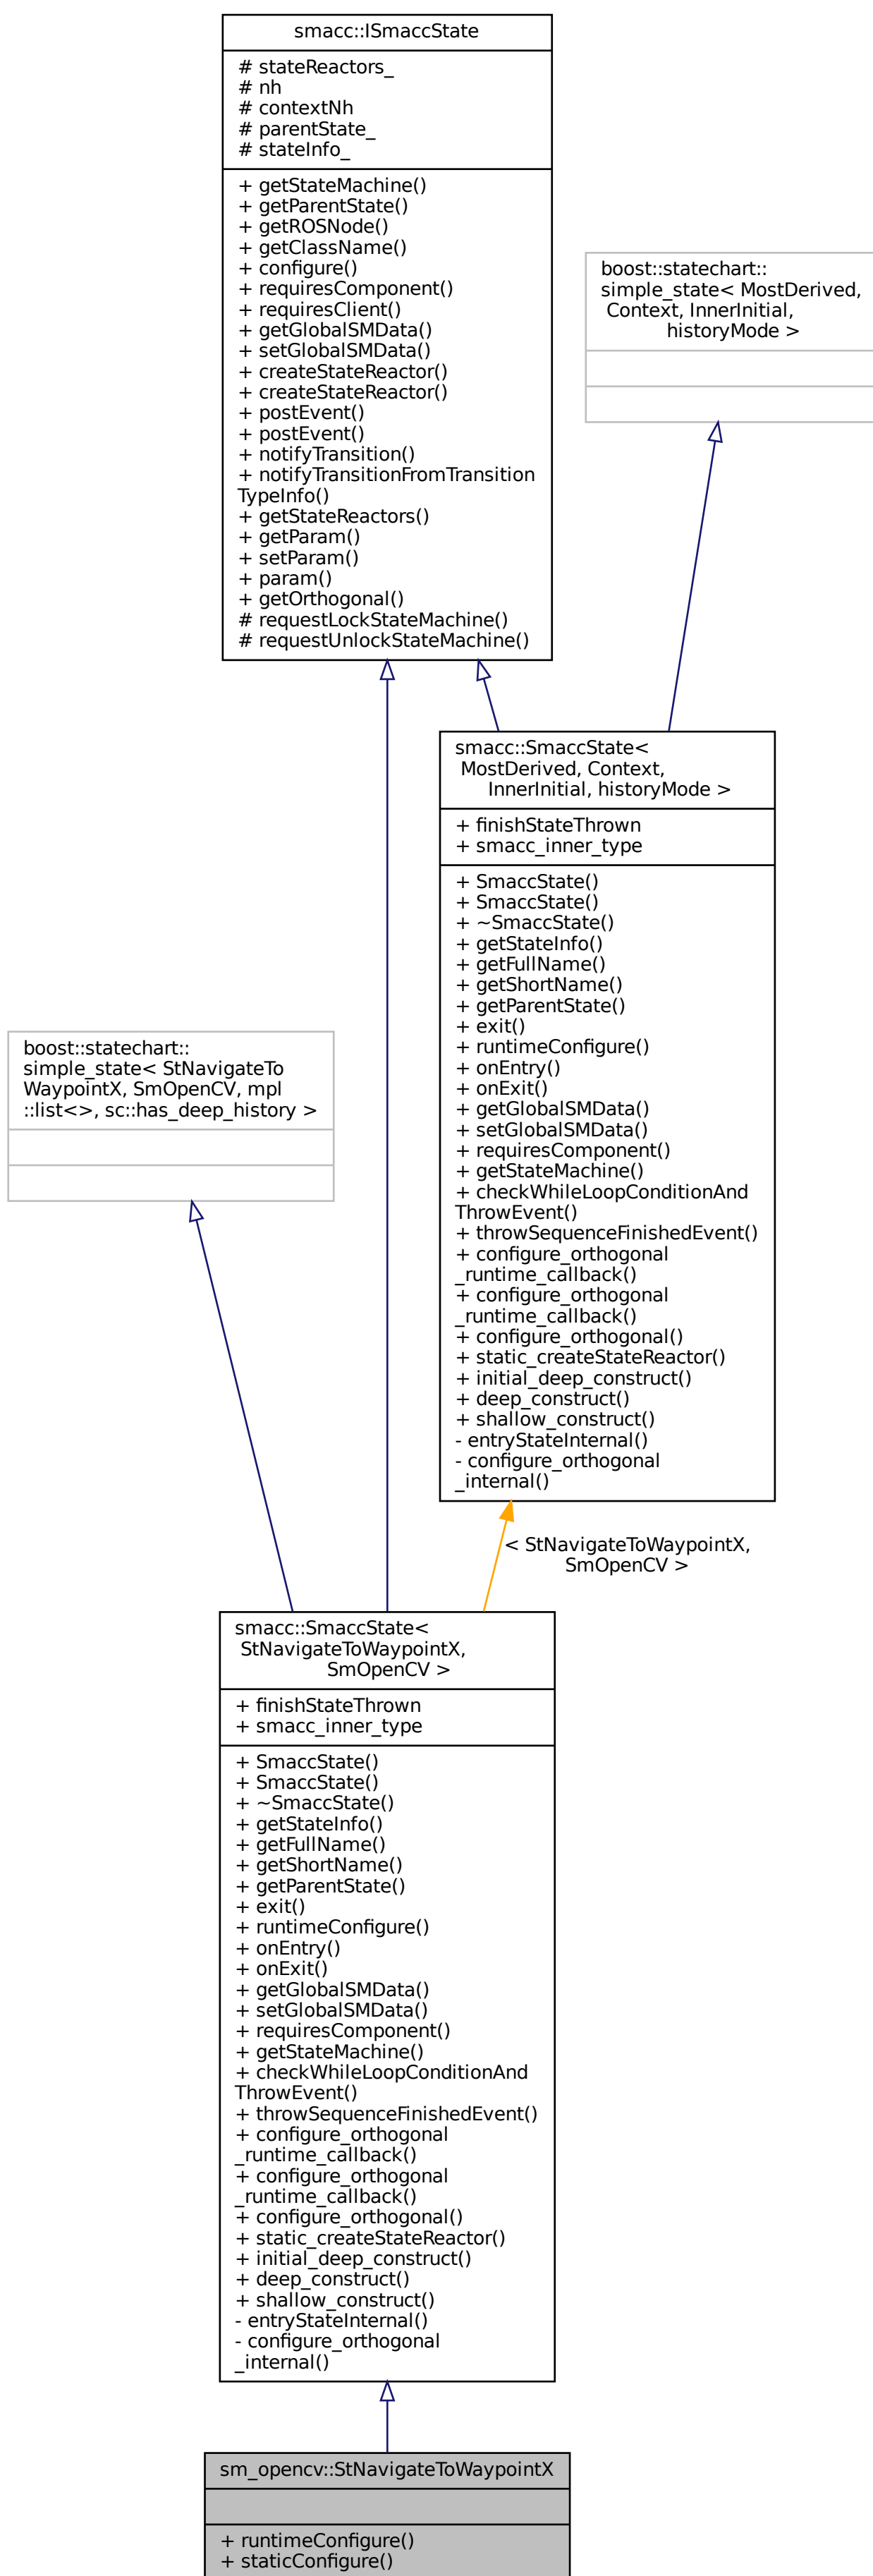 smacc::ISmaccState
# stateReactors_
# nh
# contextNh
# parentState_
# stateInfo_
+ getStateMachine()
+ getParentState()
+ getROSNode()
+ getClassName()
+ configure()
+ requiresComponent()
+ requiresClient()
+ getGlobalSMData()
+ setGlobalSMData()
+ createStateReactor()
+ createStateReactor()
+ postEvent()
+ postEvent()
+ notifyTransition()
+ notifyTransitionFromTransition
TypeInfo()
+ getStateReactors()
+ getParam()
+ setParam()
+ param()
+ getOrthogonal()
# requestLockStateMachine()
# requestUnlockStateMachine()
boost::statechart::
simple_state< MostDerived,
Context, InnerInitial,
historyMode >
smacc::SmaccState<
MostDerived, Context,
InnerInitial, historyMode >
+ finishStateThrown
+ smacc_inner_type
+ SmaccState()
+ SmaccState()
+ ~SmaccState()
+ getStateInfo()
+ getFullName()
+ getShortName()
+ getParentState()
+ exit()
+ runtimeConfigure()
+ onEntry()
+ onExit()
+ getGlobalSMData()
+ setGlobalSMData()
+ requiresComponent()
+ getStateMachine()
+ checkWhileLoopConditionAnd
ThrowEvent()
+ throwSequenceFinishedEvent()
+ configure_orthogonal
_runtime_callback()
+ configure_orthogonal
_runtime_callback()
+ configure_orthogonal()
+ static_createStateReactor()
+ initial_deep_construct()
+ deep_construct()
+ shallow_construct()
- entryStateInternal()
- configure_orthogonal
_internal()
boost::statechart::
simple_state< StNavigateTo
WaypointX, SmOpenCV, mpl
::list<>, sc::has_deep_history >
< StNavigateToWaypointX,
SmOpenCV >
smacc::SmaccState<
StNavigateToWaypointX,
SmOpenCV >
+ finishStateThrown
+ smacc_inner_type
+ SmaccState()
+ SmaccState()
+ ~SmaccState()
+ getStateInfo()
+ getFullName()
+ getShortName()
+ getParentState()
+ exit()
+ runtimeConfigure()
+ onEntry()
+ onExit()
+ getGlobalSMData()
+ setGlobalSMData()
+ requiresComponent()
+ getStateMachine()
+ checkWhileLoopConditionAnd
ThrowEvent()
+ throwSequenceFinishedEvent()
+ configure_orthogonal
_runtime_callback()
+ configure_orthogonal
_runtime_callback()
+ configure_orthogonal()
+ static_createStateReactor()
+ initial_deep_construct()
+ deep_construct()
+ shallow_construct()
- entryStateInternal()
- configure_orthogonal
_internal()
sm_opencv::StNavigateToWaypointX
+ runtimeConfigure()
+ staticConfigure()